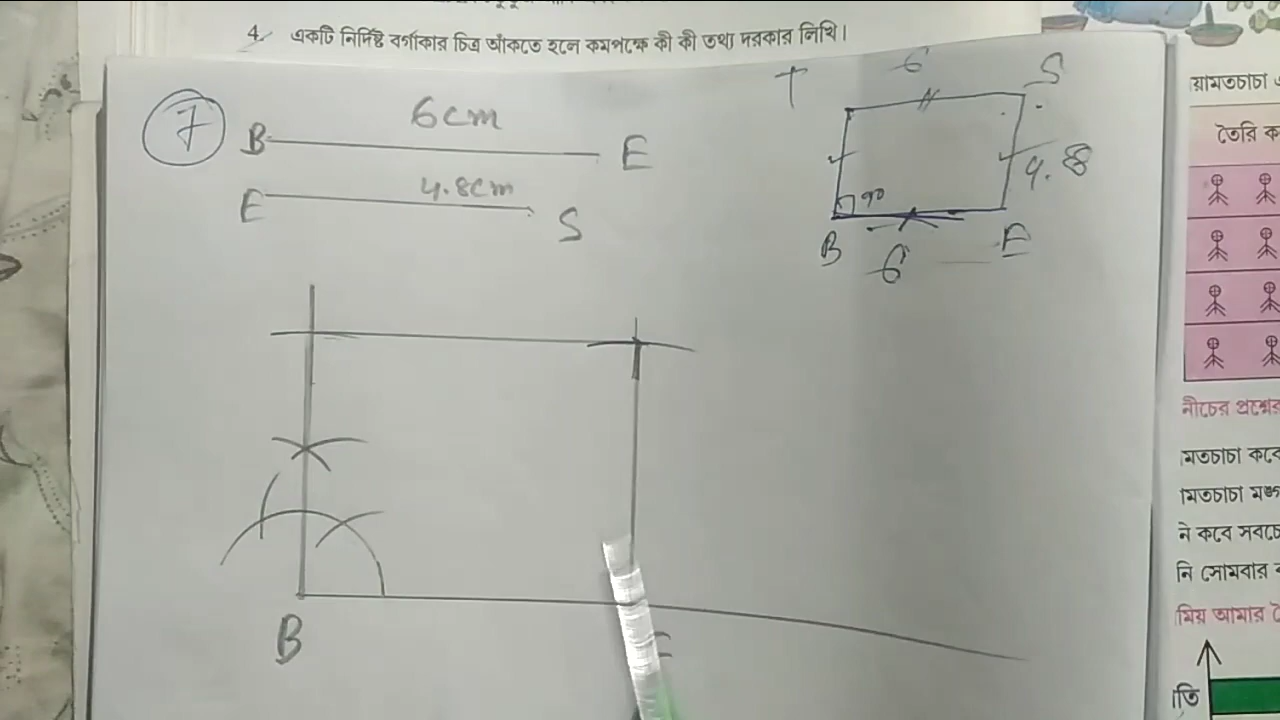 4. একটি নির্দিষ্ট বর্গাকার চিত্র আঁকতে হলে কমপক্ষে কী কী তথ্য দরকার লিখি।
7
B 6cm E
E 4.8cm S
T 6 S
90 4.8
B 6 E
B E
য়ামতচাচা
তৈরি ক
নীচের প্রশ্নের
মতচাচা কবে
মিতচাচা মঙ্গ
নে কবে সবচে
নি সোমবার ব
মিয় আমার তৈ